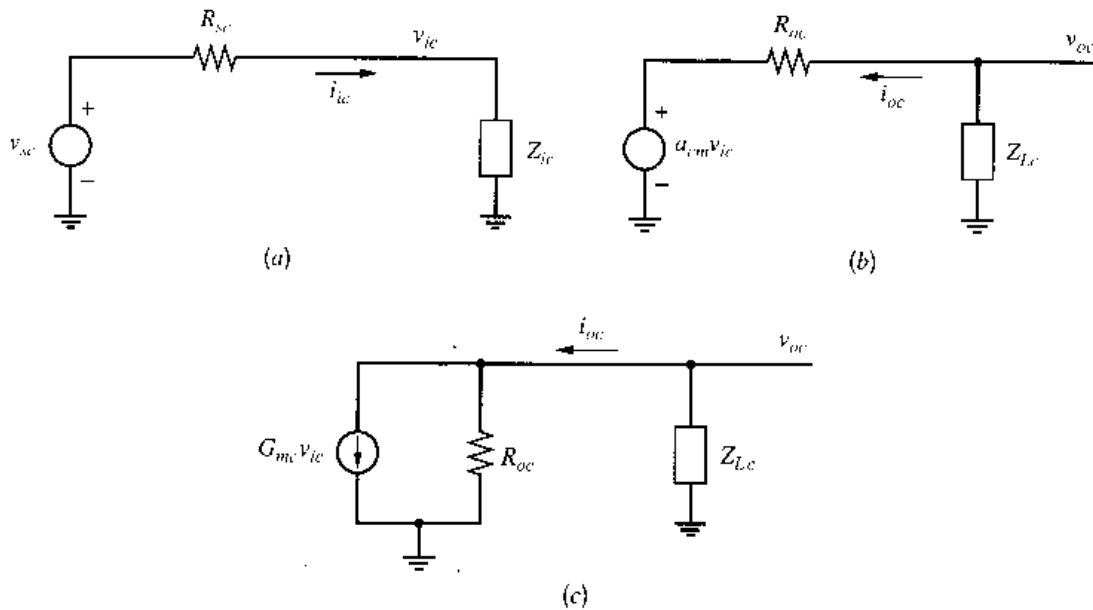 R_sc
v_ic
i_ic
+
v_sc
−
Z_ic
(a)
R_oc
v_oc
i_oc
+
a_cm v_ic
−
Z_Lc
(b)
i_oc
v_oc
G_mc v_ic
R_oc
Z_Lc
(c)